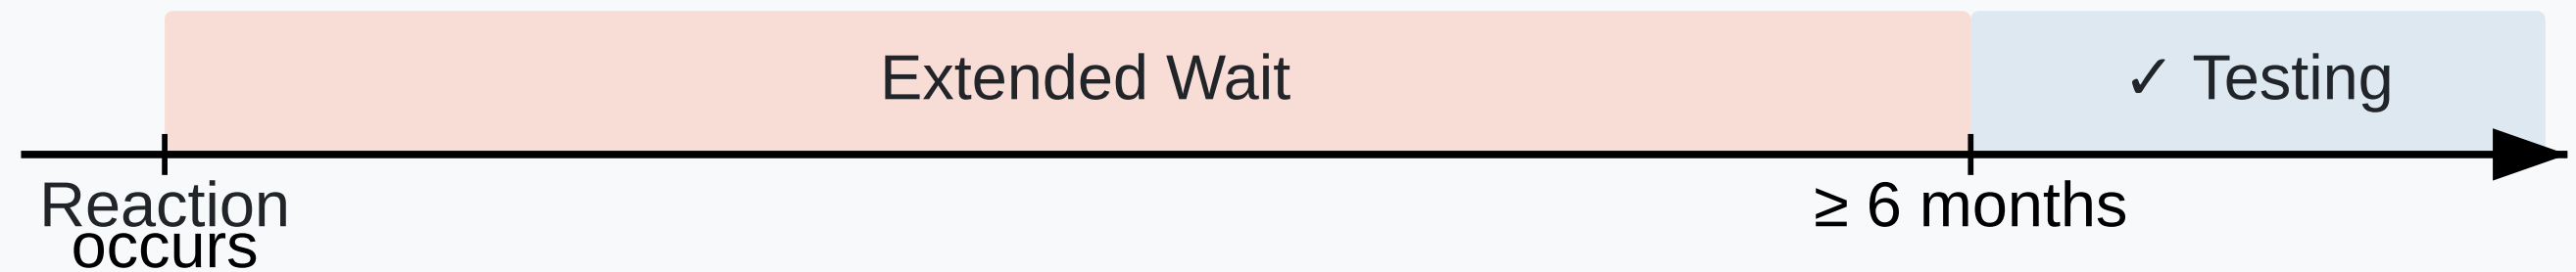 Extended Wait
✓ Testing
Reaction
occurs
≥ 6 months